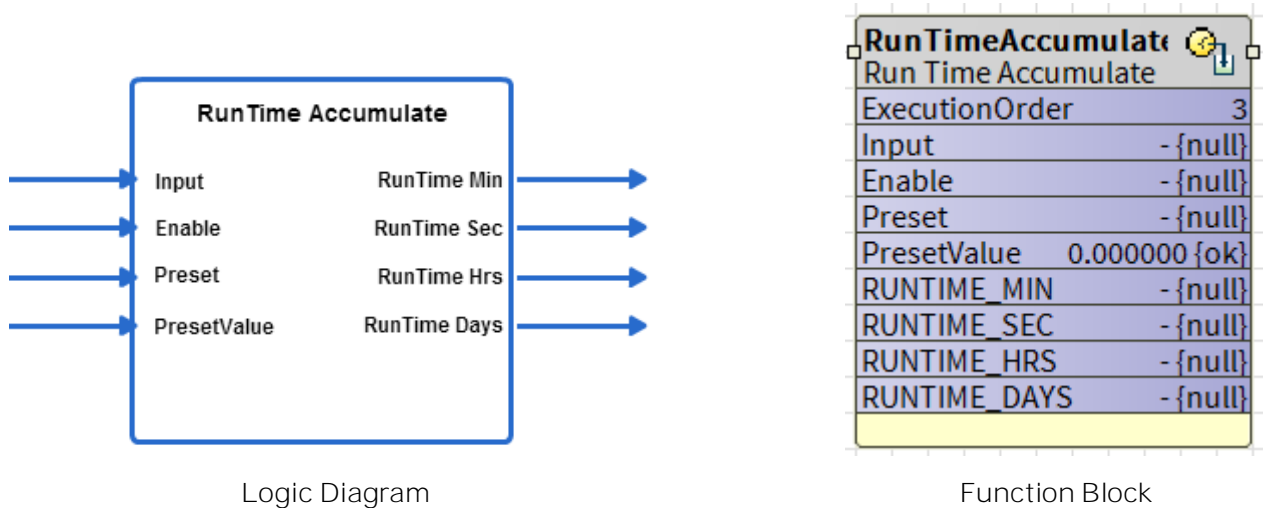 RunTime Accumulate
Input RunTime Min
Enable RunTime Sec
Preset RunTime Hrs
PresetValue RunTime Days
Logic Diagram
RunTimeAccumulate
Run Time Accumulate
ExecutionOrder 3
Input - {null}
Enable - {null}
Preset - {null}
PresetValue 0.000000 {ok}
RUNTIME_MIN - {null}
RUNTIME_SEC - {null}
RUNTIME_HRS - {null}
RUNTIME_DAYS - {null}
Function Block